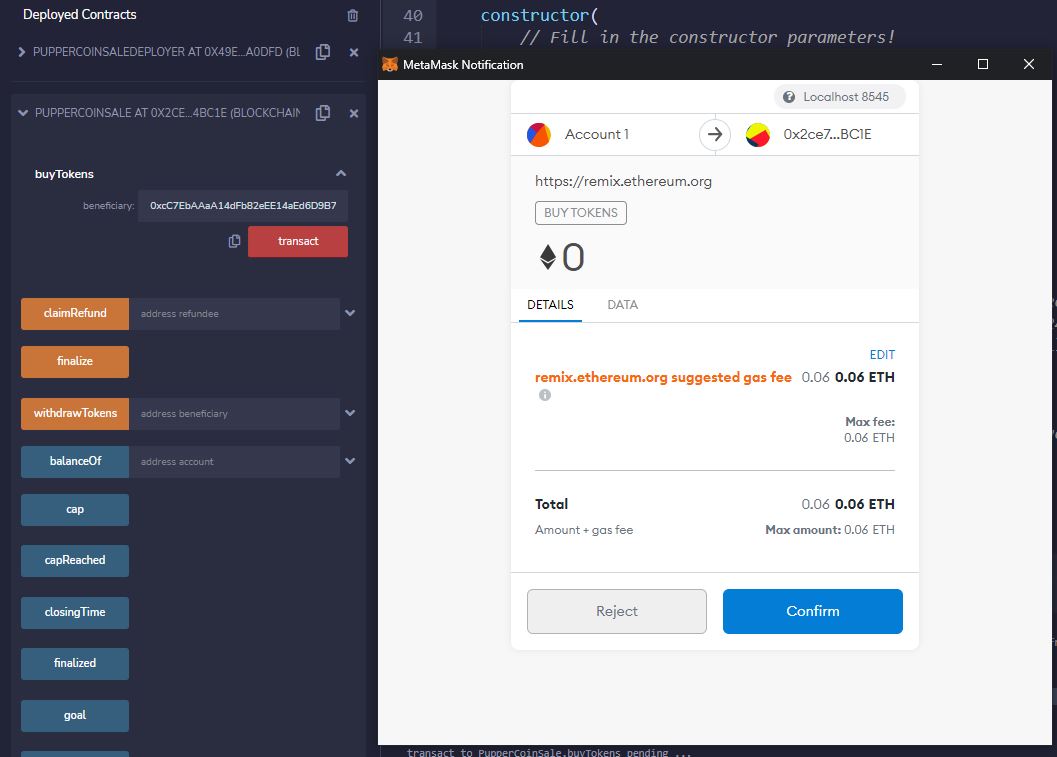 Deployed Contracts
PUPPERCOINSALEDEPLOYER AT 0X49E...A0DFD (BL
PUPPERCOINSALE AT 0X2CE...4BC1E (BLOCKCHAIN
buyTokens
beneficiary: 0xcC7EbAAaA14dFb82eEE14aEd6D9B7
transact
claimRefund address refundee
finalize
withdrawTokens address beneficiary
balanceOf address account
cap
capReached
closingTime
finalized
goal
40 constructor(
41 // Fill in the constructor parameters!
MetaMask Notification
Localhost 8545
Account 1 0x2ce7...BC1E
https://remix.ethereum.org
BUY TOKENS
0
DETAILS DATA
EDIT
remix.ethereum.org suggested gas fee 0.06 0.06 ETH
Max fee:
0.06 ETH
Total 0.06 0.06 ETH
Amount + gas fee Max amount: 0.06 ETH
Reject Confirm
transact to PupperCoinSale.buyTokens pending ...